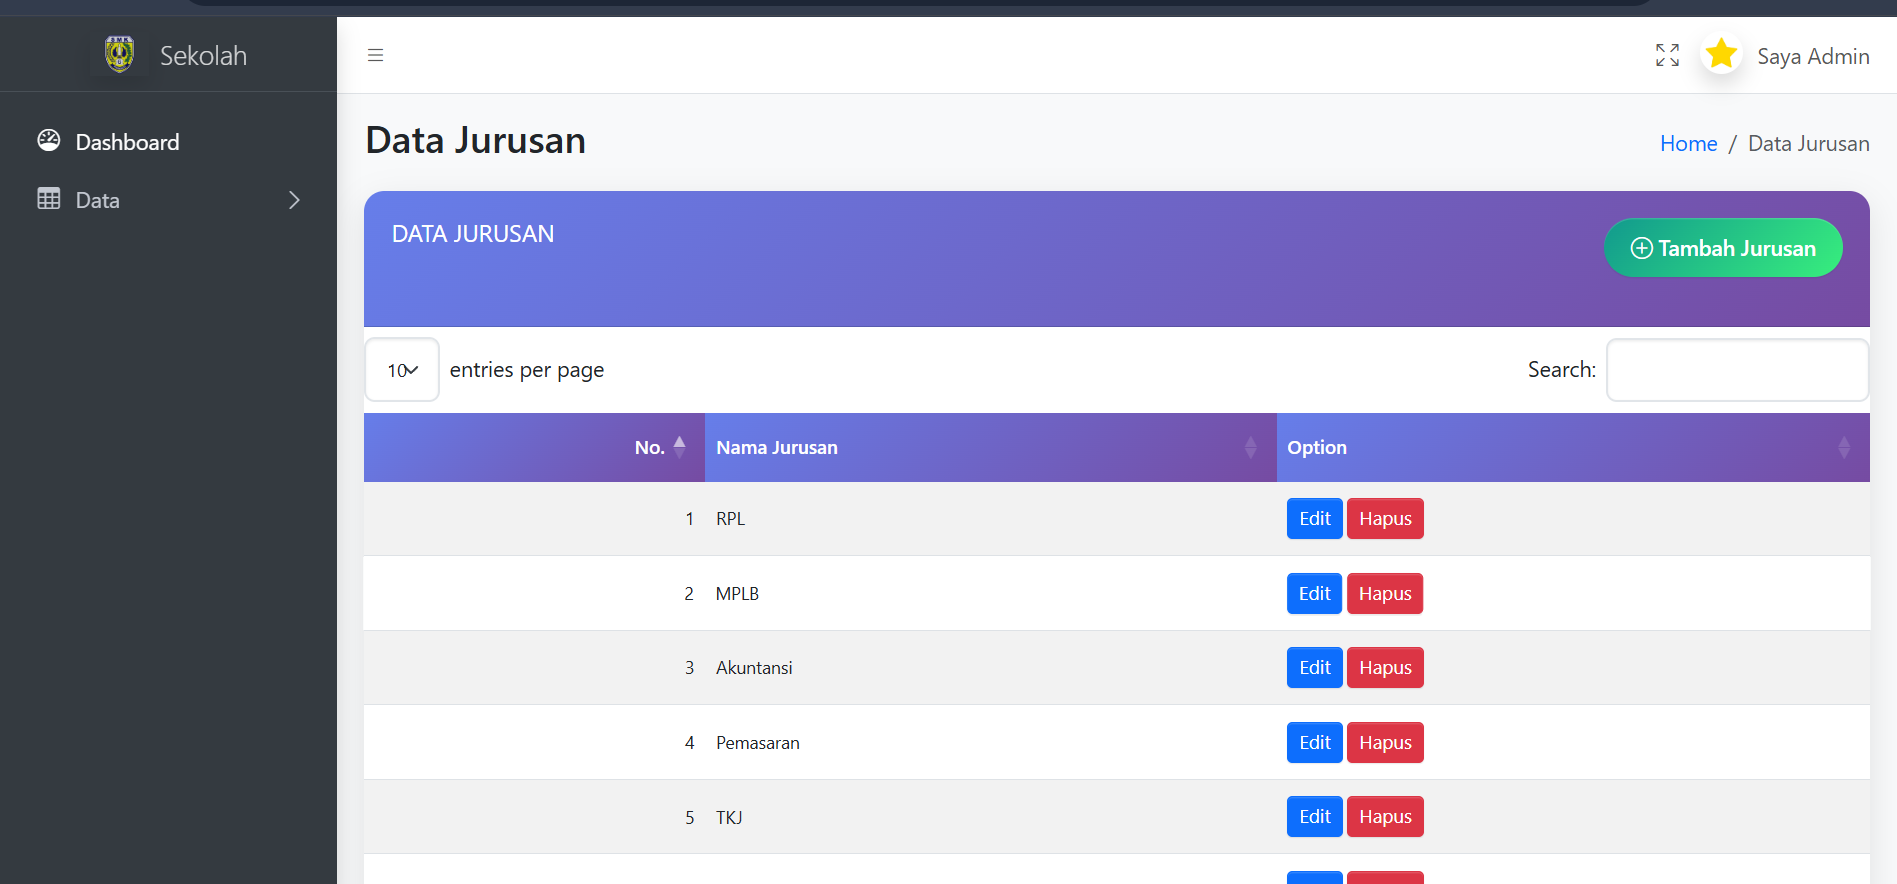 SMK
Sekolah
Saya Admin
Dashboard
Data
Data Jurusan
Home / Data Jurusan
DATA JURUSAN
Tambah Jurusan
10 entries per page
Search:
No. Nama Jurusan Option
1 RPL Edit Hapus
2 MPLB Edit Hapus
3 Akuntansi Edit Hapus
4 Pemasaran Edit Hapus
5 TKJ Edit Hapus